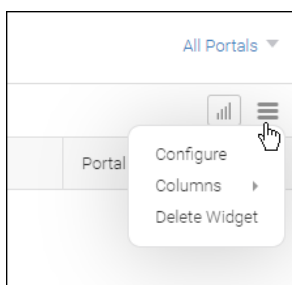 All Portals
Configure
Portal
Columns
Delete Widget